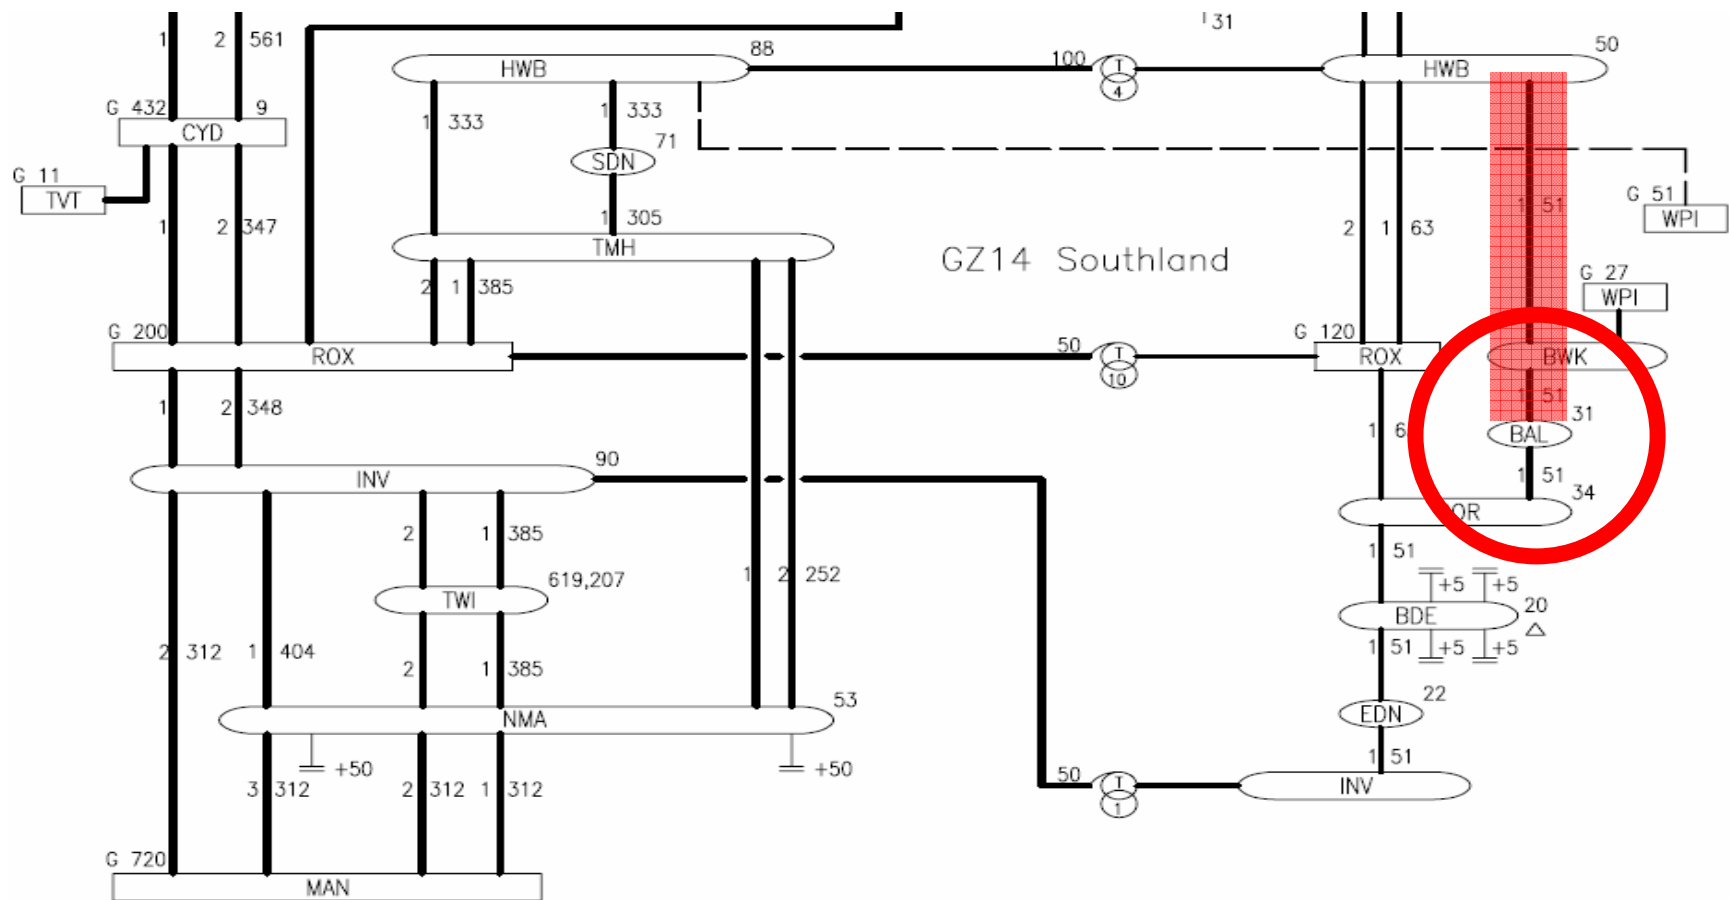 31
1 2 561
88
50
HWB 100 T 4 HWB
G 432 9
CYD
1 333 1 333
71
SDN
G 11
TVT
G 51
WPI
1 2 347
1 305
2 1 63
1 51
TMH
GZ14 Southland
2 1 385
G 27
WPI
G 200
ROX
50 T 10
G 120
ROX
BWK
1 2 348
1 51
31
1 6
BAL
90
INV
1 51
34
OR
2 1 385
1 51
619,207
TWI
1 2 252
+5 +5
BDE 20
2 312 1 404
2 1 385
1 51 +5 +5
53
NMA
22
EDN
+50 +50
1 51
3 312 2 312 1 312
50 T 1
INV
G 720
MAN